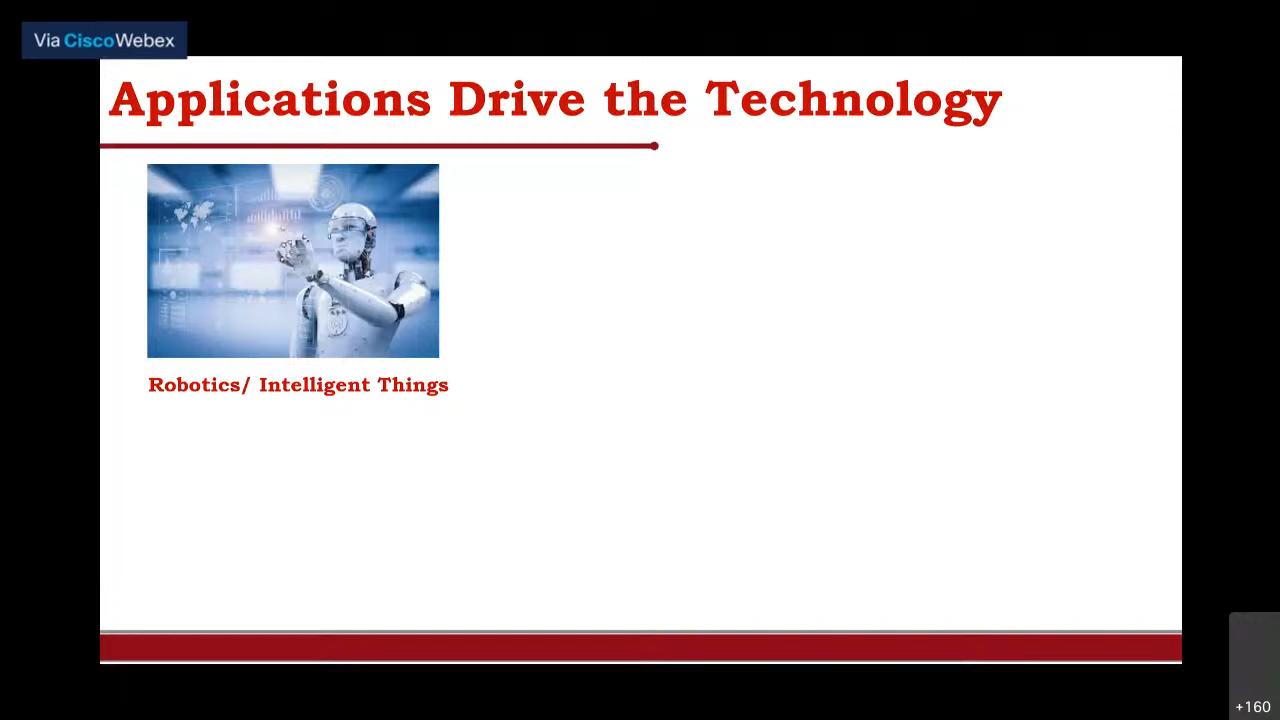 Via CiscoWebex
Applications Drive the Technology
Robotics/ Intelligent Things
+160